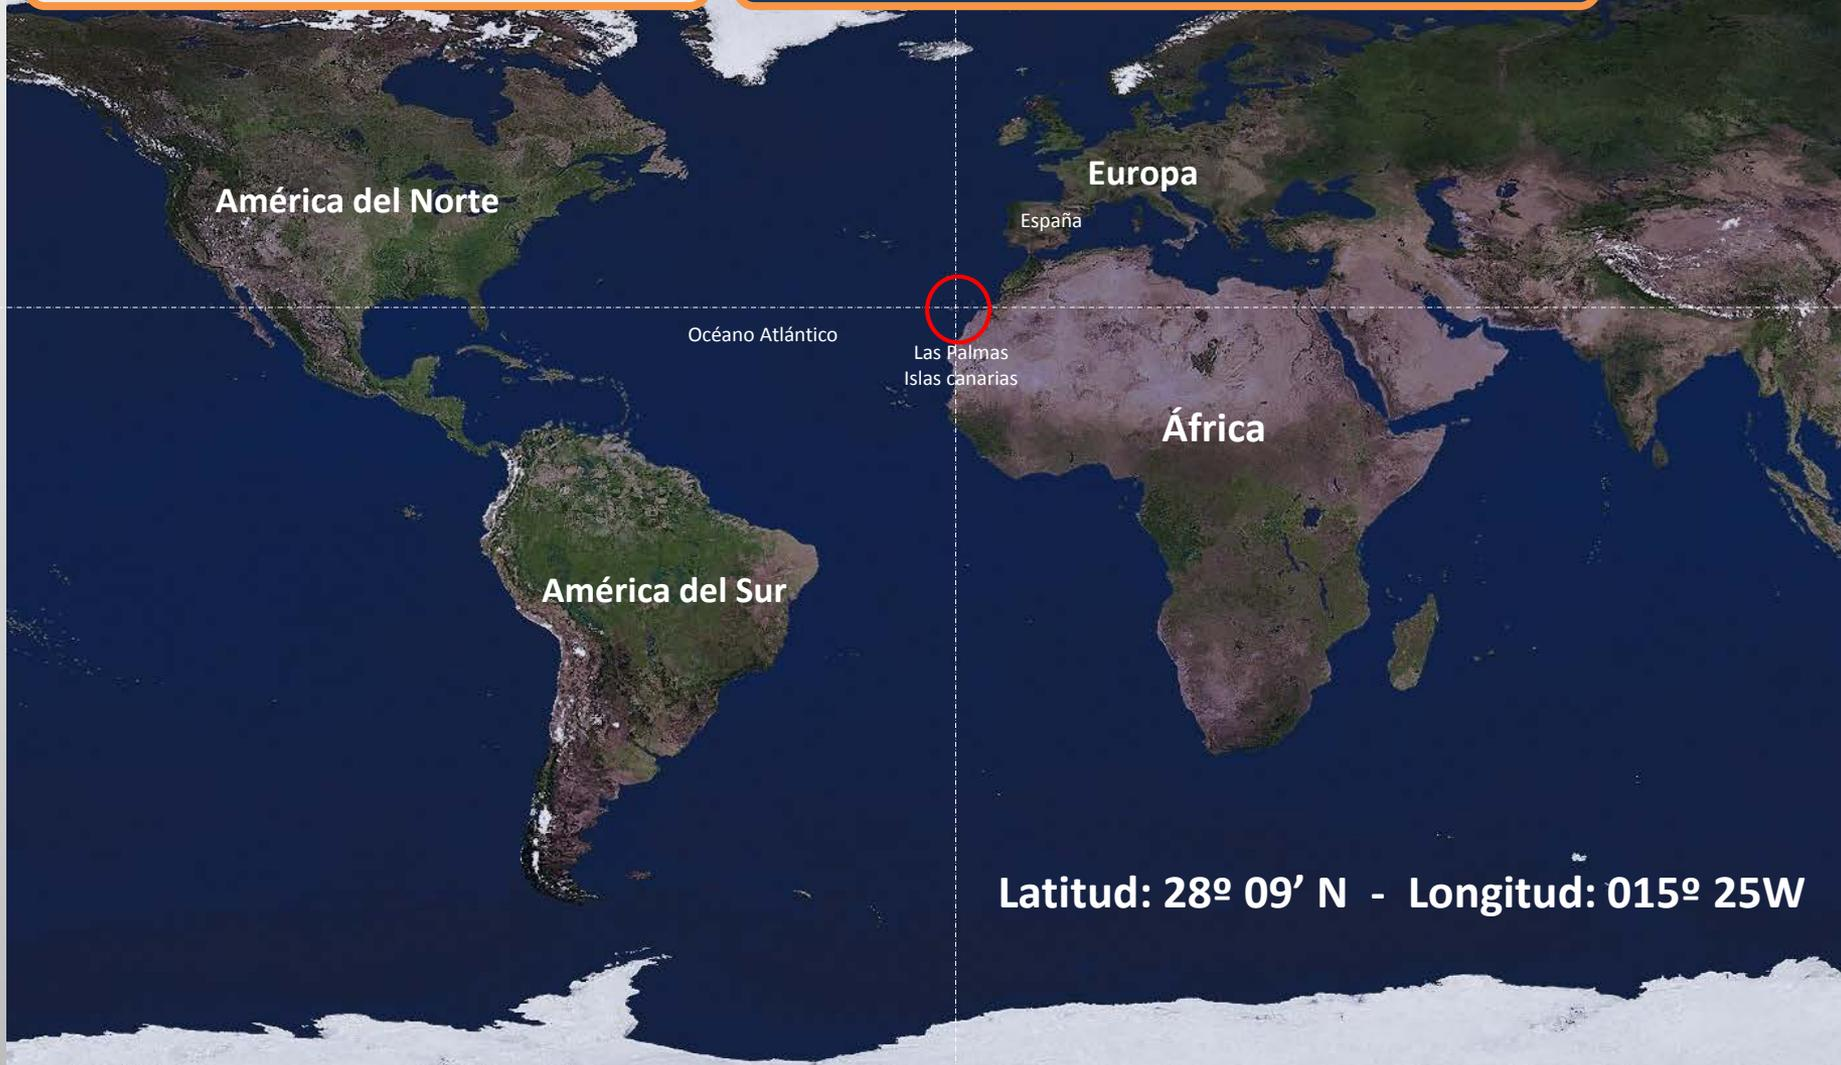 Europa
América del Norte
España
Océano Atlántico
Las Palmas
Islas canarias
África
América del Sur
Latitud: 28º 09’ N - Longitud: 015º 25W